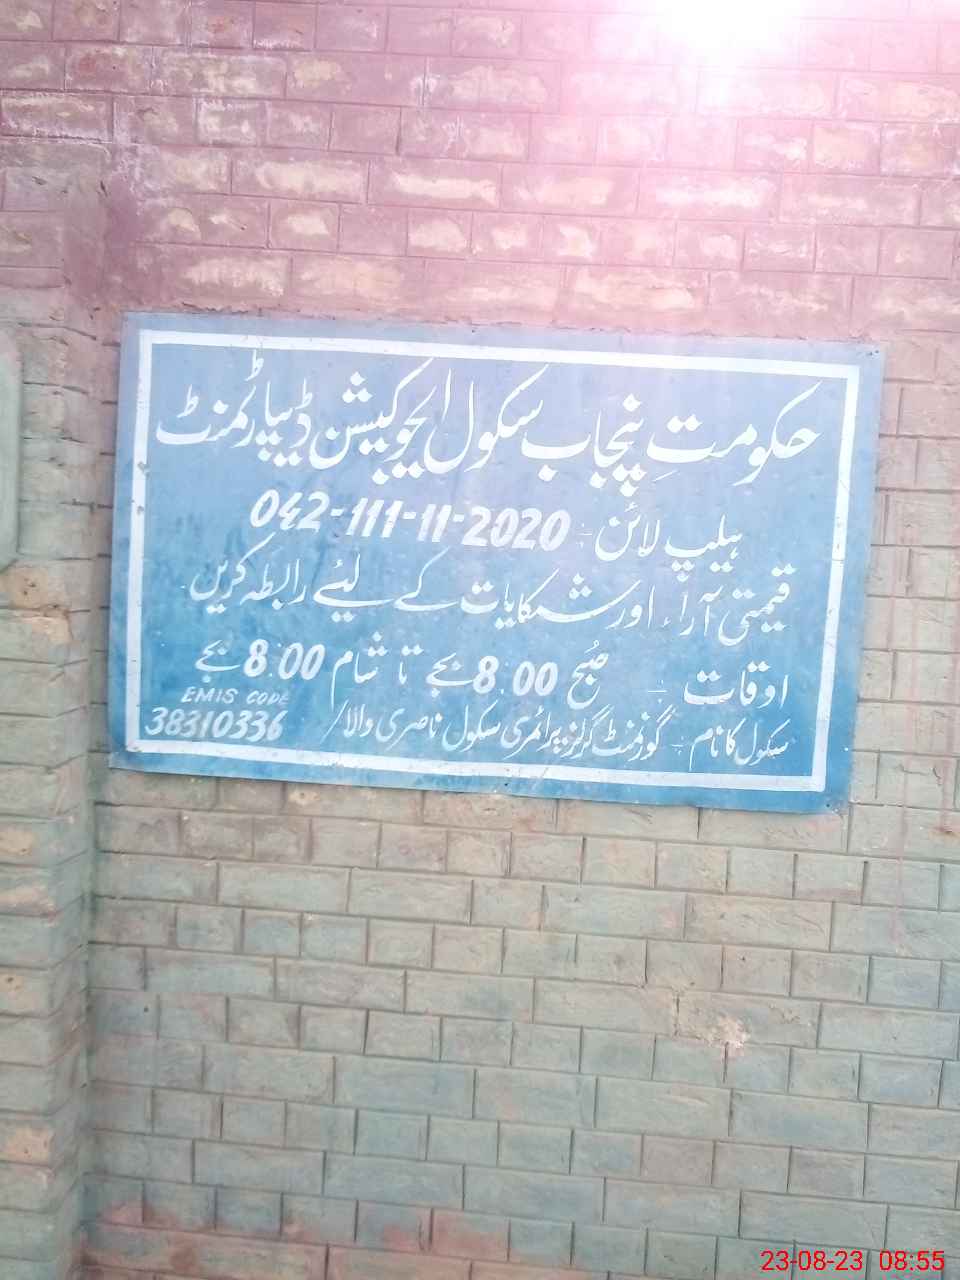 حکومتِ پنجاب سکول ایجوکیشن ڈیپارٹمنٹ
ہیلپ لائن :- 042-111-11-2020
قیمتی آراء اور شکایات کے لیئے رابطہ کریں
اوقات - صُبح 8:00 بجے تا شام 8:00 بجے
سکول کا نام :- گورنمنٹ گرلز پرائمری سکول ناصری والا/
EMIS CODE
38310336
23-08-23 08:55